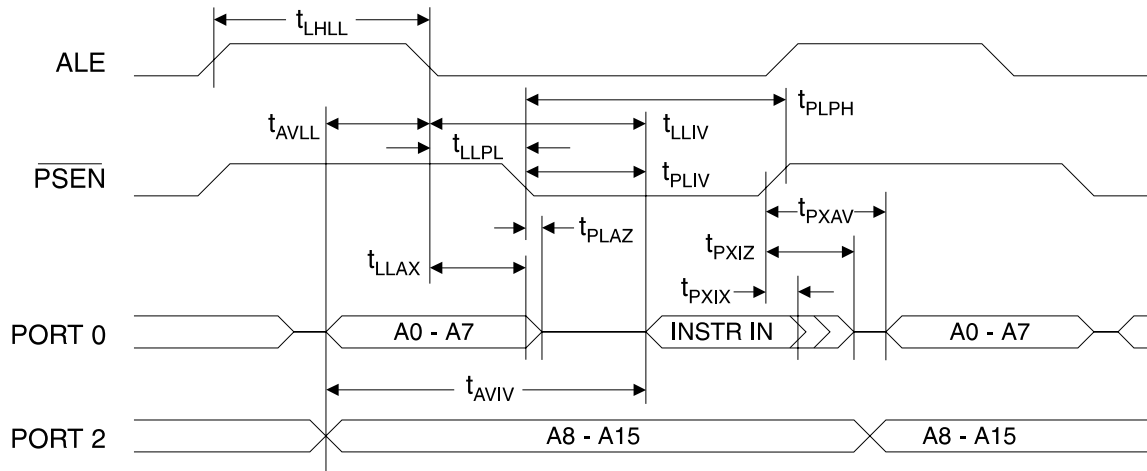 tLHLL
ALE
tPLPH
tAVLL
tLLIV
tLLPL
PSEN
tPLIV
tPXAV
tPLAZ
tPXIZ
tLLAX
tPXIX
PORT 0
A0 - A7
INSTR IN
A0 - A7
tAVIV
PORT 2
A8 - A15
A8 - A15